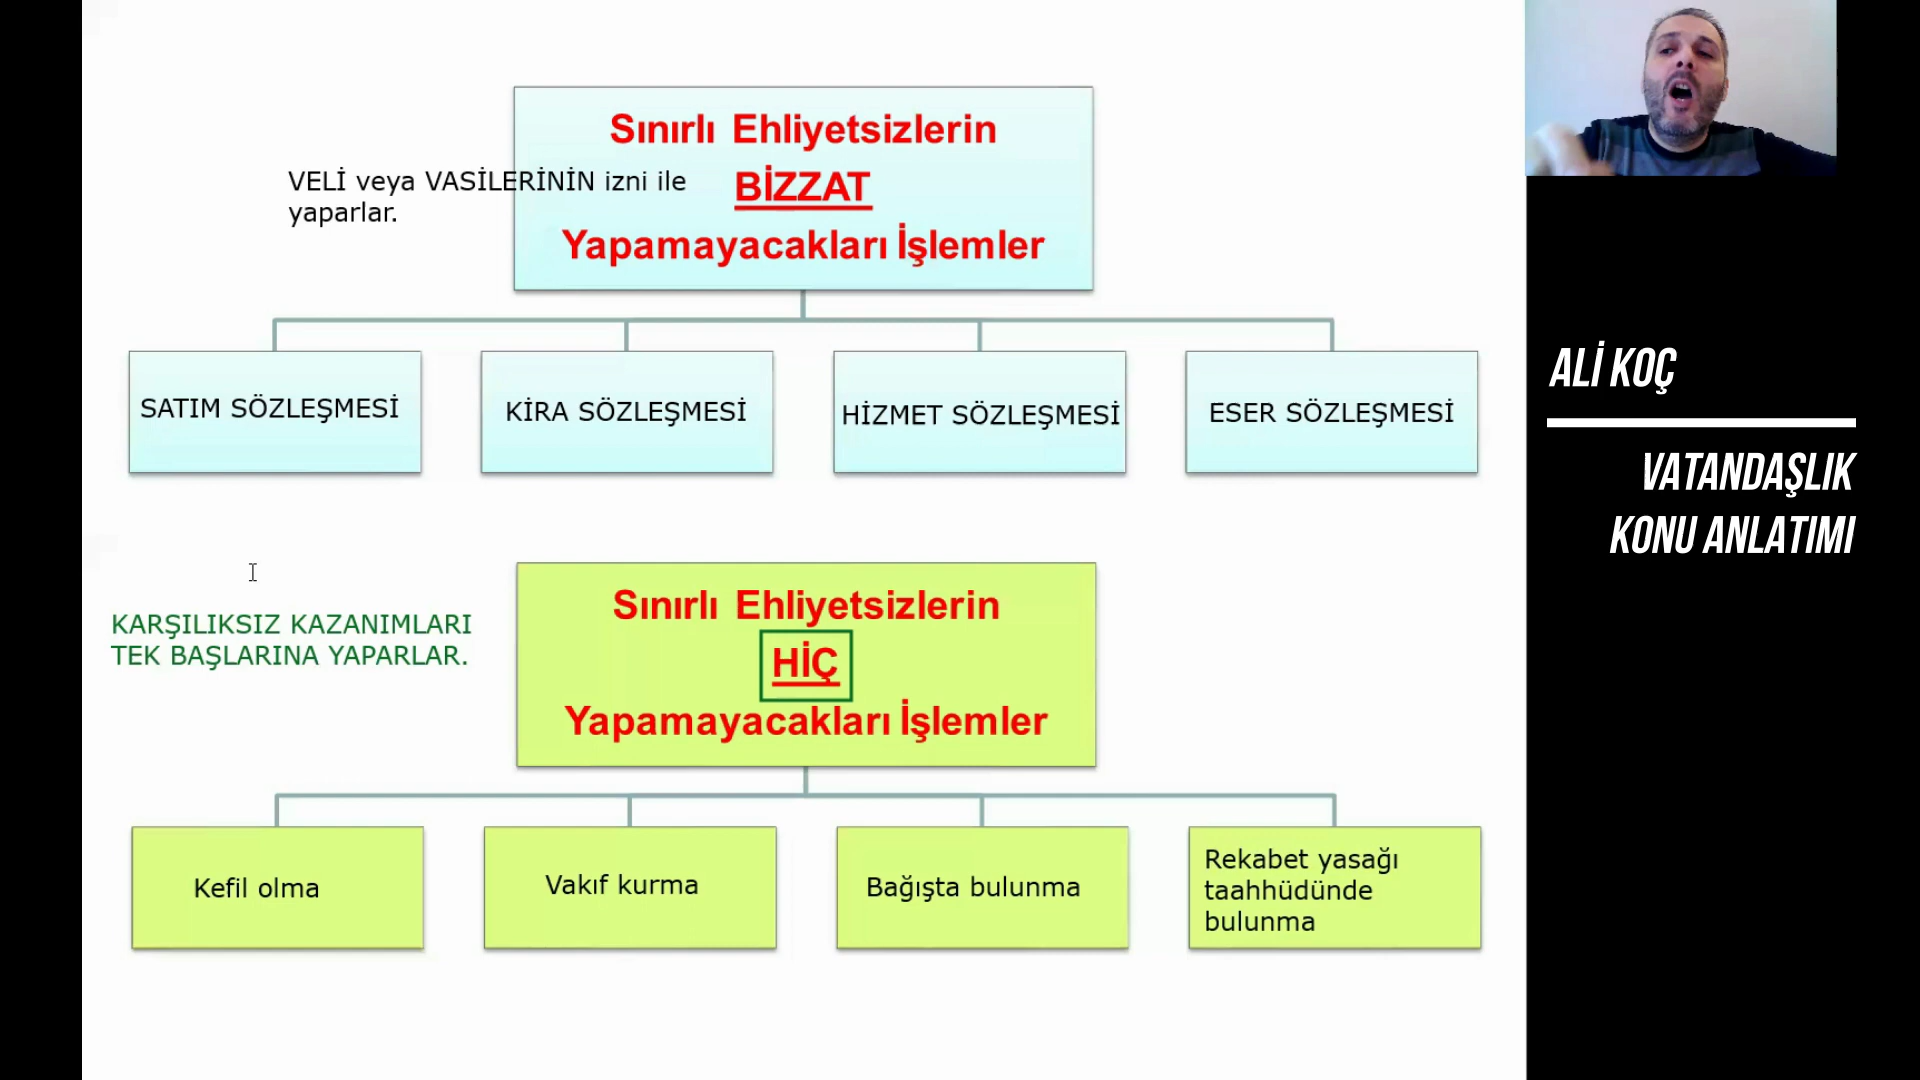 Sınırlı Ehliyetsizlerin
BİZZAT
Yapamayacakları İşlemler
VELİ veya VASİLERİNİN izni ile
yaparlar.
SATIM SÖZLEŞMESİ
KİRA SÖZLEŞMESİ
HİZMET SÖZLEŞMESİ
ESER SÖZLEŞMESİ
KARŞILIKSIZ KAZANIMLARI
TEK BAŞLARINA YAPARLAR.
Sınırlı Ehliyetsizlerin
HİÇ
Yapamayacakları İşlemler
Kefil olma
Vakıf kurma
Bağışta bulunma
Rekabet yasağı
taahhüdünde
bulunma
ALİ KOÇ
VATANDAŞLIK
KONU ANLATIMI